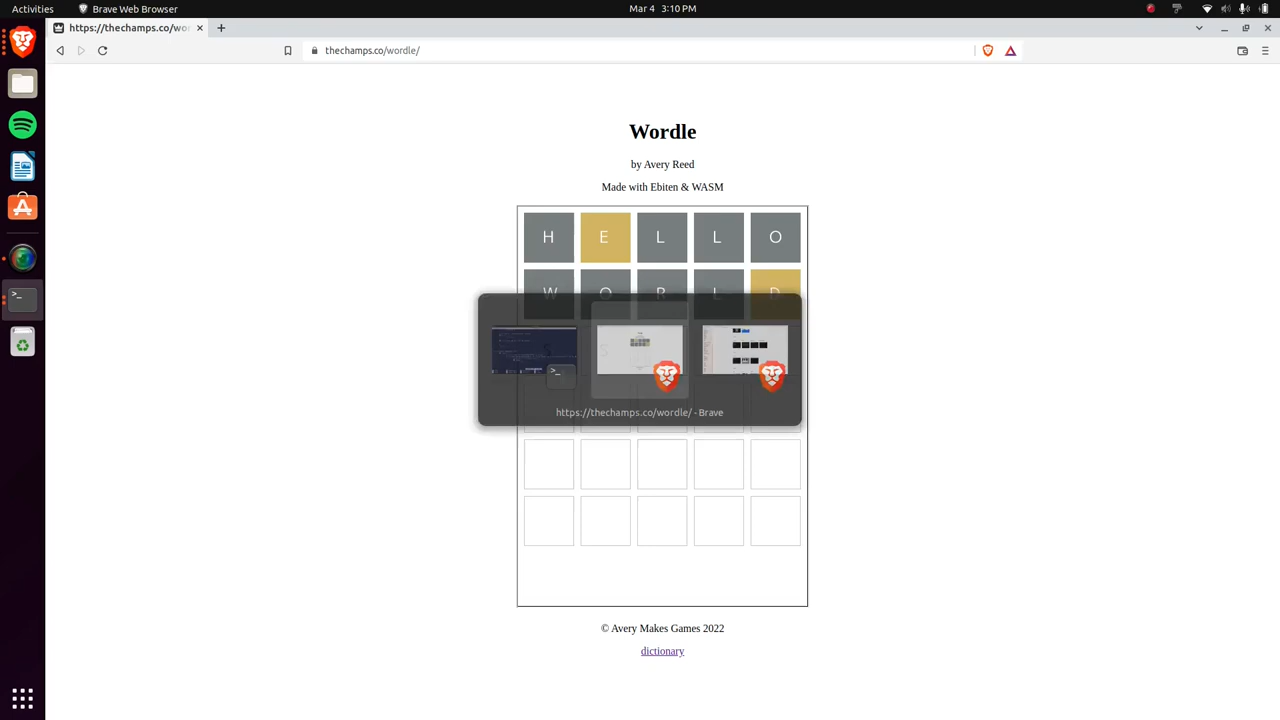 Activities Brave Web Browser Mar 4 3:10 PM
https://thechamps.co/wo
thechamps.co/wordle/
Wordle
by Avery Reed
Made with Ebiten & WASM
H E L L O
W O R L D
https://thechamps.co/wordle/ - Brave
© Avery Makes Games 2022
dictionary